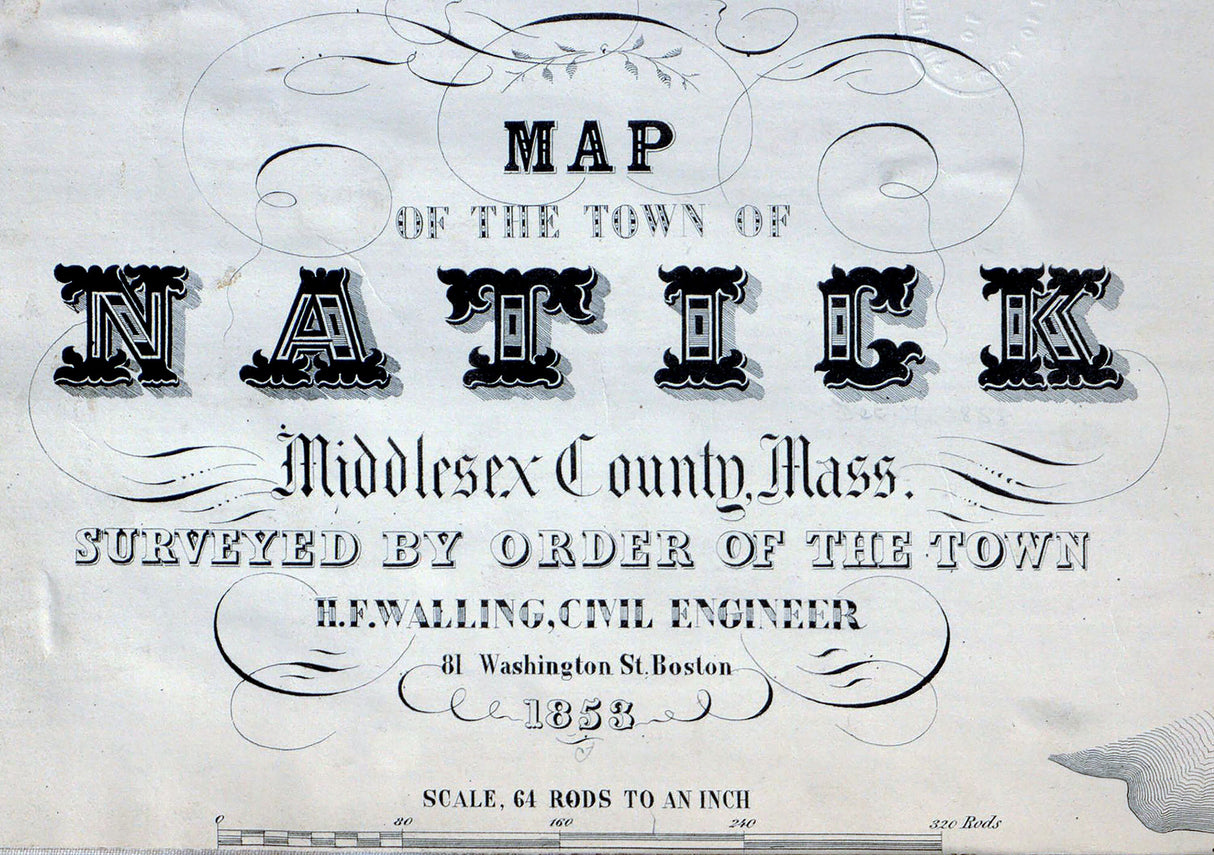 MAP
OF THE TOWN OF
NATICK
Middlesex County, Mass.
SURVEYED BY ORDER OF THE TOWN
H.F. WALLING, CIVIL ENGINEER
81 Washington St. Boston
1853
SCALE, 64 RODS TO AN INCH
0 80 160 240 320 Rods